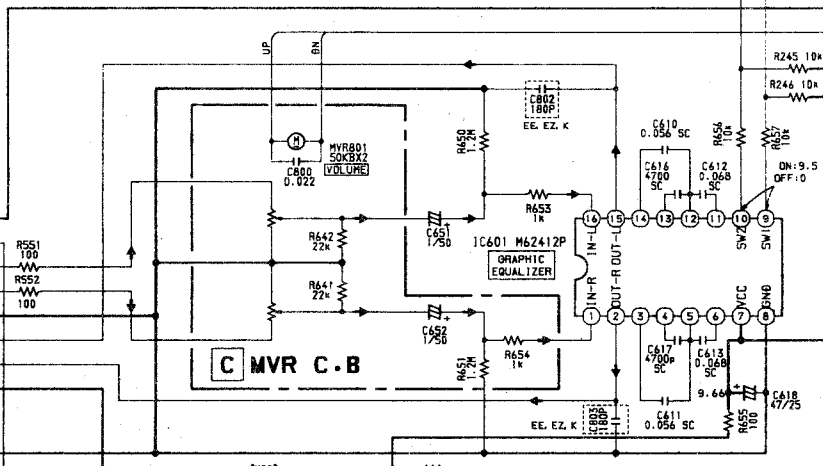 UP
DN
R245 10k
R246 10k
C802
180P
EE, EZ, K
M
MVR801
50KBX2
VOLUME
C800
0.022
R650
1.2M
C610
0.056 SC
C616
4700
SC
C612
0.068
SC
R656
10k
R657
10k
ON:9.5
OFF:0
R653
1k
16 15 14 13 12 11 10 9
IN-L
OUT-L
SW2
SW1
R551
100
R552
100
R642
22k
R641
22k
C651
1/50
IC601 M62412P
GRAPHIC
EQUALIZER
IN-R
OUT-R
VCC
GND
1 2 3 4 5 6 7 8
C652
1/50
R651
1.2M
R654
1k
C MVR C.B
C617
4700P
SC
C613
0.068
SC
9.66
R655
100
C618
47/25
C611
0.056 SC
EE, EZ, K
C803
180P